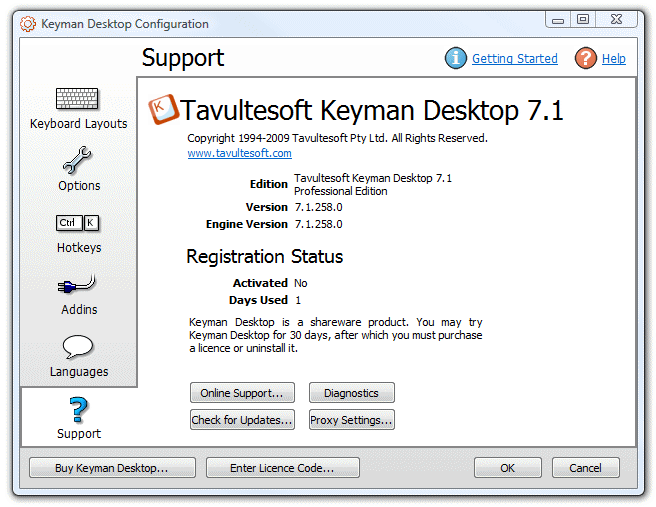 Keyman Desktop Configuration
Support
Getting Started
Help
Keyboard Layouts
Options
Ctrl K
Hotkeys
Addins
Languages
Support
K
Tavultesoft Keyman Desktop 7.1
Copyright 1994-2009 Tavultesoft Pty Ltd. All Rights Reserved.
www.tavultesoft.com
Edition Tavultesoft Keyman Desktop 7.1
Professional Edition
Version 7.1.258.0
Engine Version 7.1.258.0
Registration Status
Activated No
Days Used 1
Keyman Desktop is a shareware product. You may try
Keyman Desktop for 30 days, after which you must purchase
a licence or uninstall it.
Online Support... Diagnostics
Check for Updates... Proxy Settings...
Buy Keyman Desktop... Enter Licence Code... OK Cancel